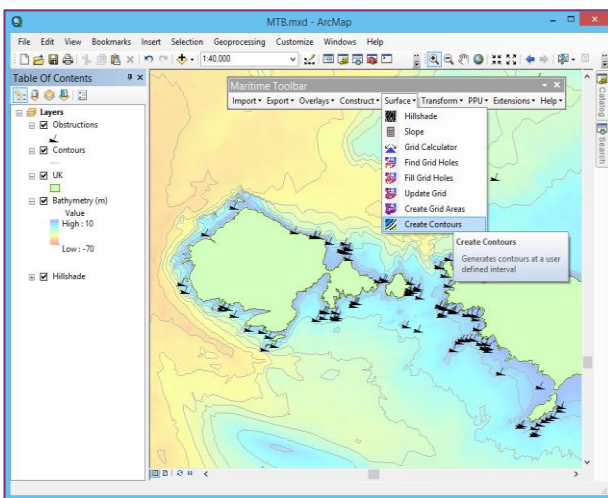 MTB.mxd - ArcMap
File Edit View Bookmarks Insert Selection Geoprocessing Customize Windows Help
1:40,000
Table Of Contents
Layers
Obstructions
Contours
UK
Bathymetry (m)
Value
High : 10
Low : -70
Hillshade
Maritime Toolbar
Import Export Overlays Construct Surface Transform PPU Extensions Help
Hillshade
Slope
Grid Calculator
Find Grid Holes
Fill Grid Holes
Update Grid
Create Grid Areas
Create Contours
Create Contours
Generates contours at a user
defined interval
Catalog
Search